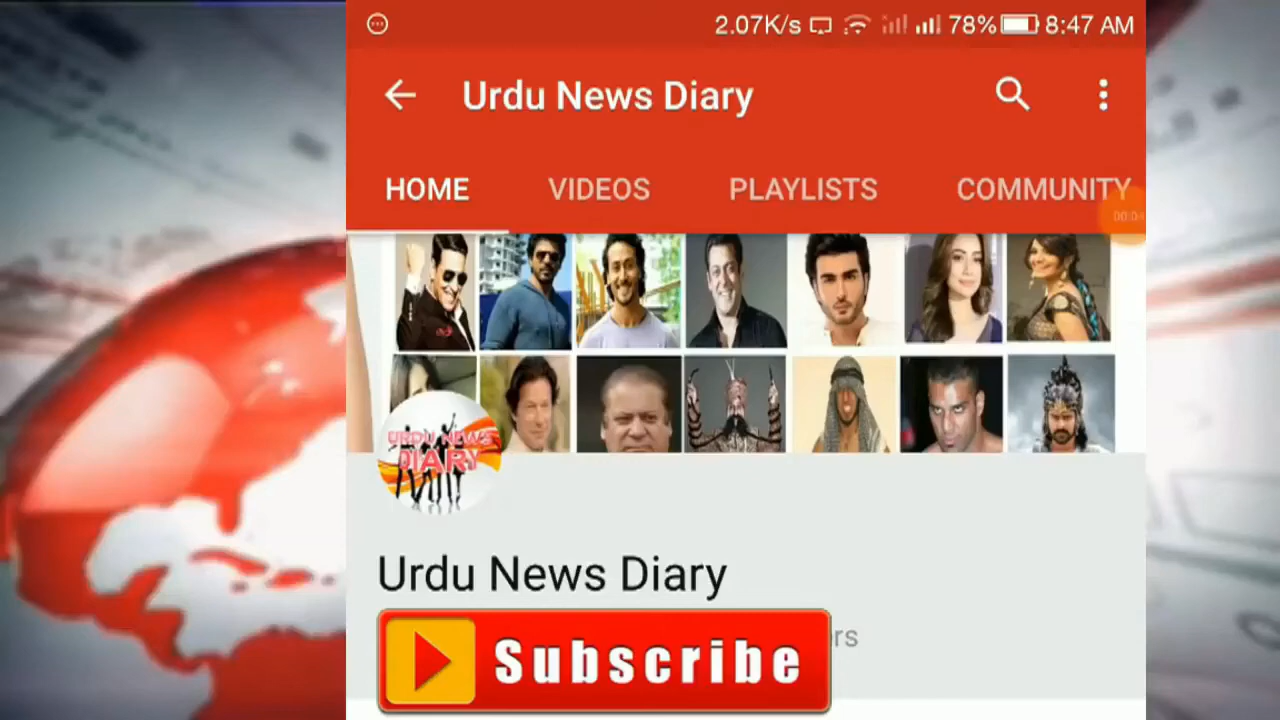 2.07K/s 78% 8:47 AM
Urdu News Diary
HOME VIDEOS PLAYLISTS COMMUNITY
URDU NEWS
DIARY
Urdu News Diary
Subscribe